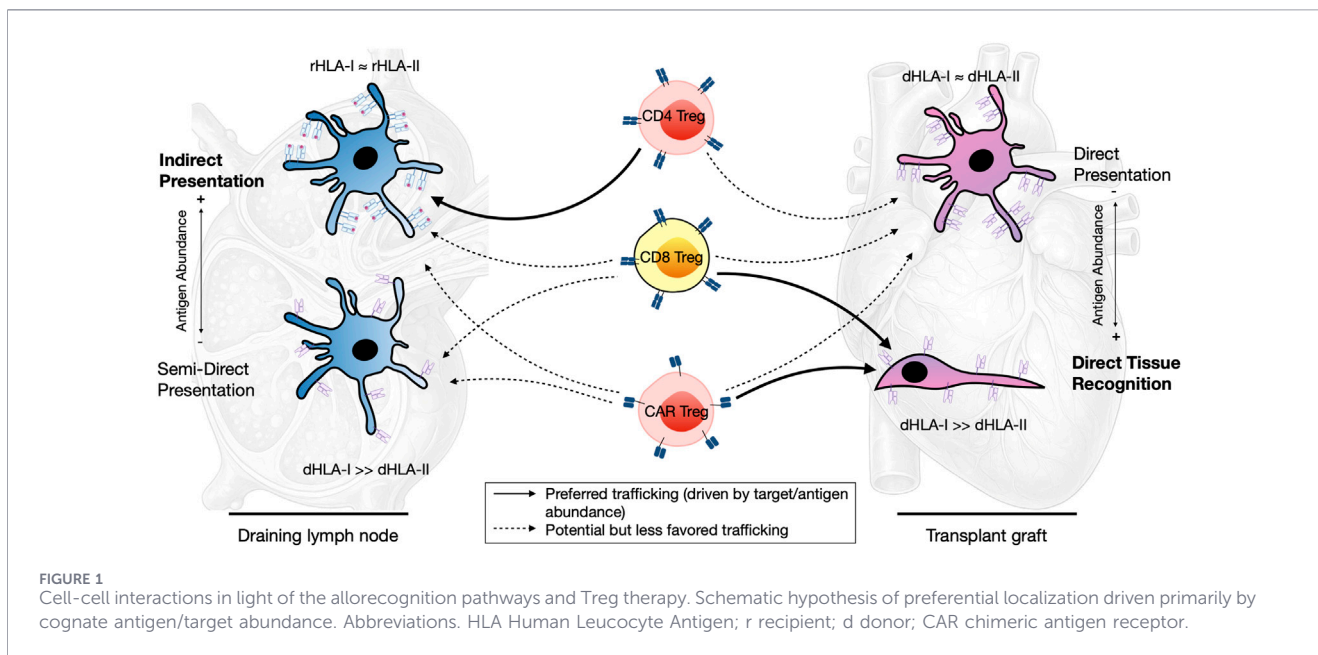 rHLA-I ≈ rHLA-II
Indirect
Presentation
+
Antigen Abundance
-
Semi-Direct
Presentation
dHLA-I >> dHLA-II
Draining lymph node
CD4 Treg
CD8 Treg
CAR Treg
Preferred trafficking (driven by target/antigen
abundance)
Potential but less favored trafficking
dHLA-I ≈ dHLA-II
Direct
Presentation
-
Antigen Abundance
+
Direct Tissue
Recognition
dHLA-I >> dHLA-II
Transplant graft
FIGURE 1
Cell-cell interactions in light of the allorecognition pathways and Treg therapy. Schematic hypothesis of preferential localization driven primarily by
cognate antigen/target abundance. Abbreviations. HLA Human Leucocyte Antigen; r recipient; d donor; CAR chimeric antigen receptor.